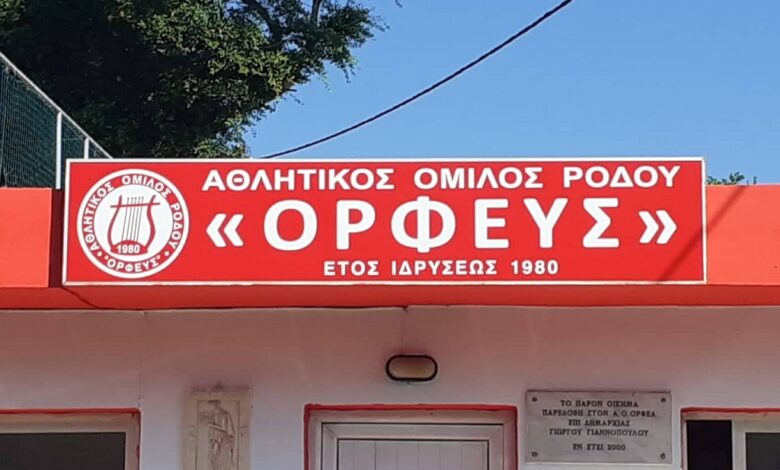 ΑΘΛΗΤΙΚΟΣ ΟΜΙΛΟΣ ΡΟΔΟΥ
«ΟΡΦΕΥΣ»
ΕΤΟΣ ΙΔΡΥΣΕΩΣ 1980
ΑΘΛΗΤΙΚΟΣ ΟΜΙΛΟΣ ΡΟΔΟΥ
1980
"ΟΡΦΕΥΣ"
ΤΟ ΠΑΡΟΝ ΟΙΚΗΜΑ
ΠΑΡΕΔΟΘΗ ΣΤΟΝ Α.Ο.ΟΡΦΕΑ
ΕΠΙ ΔΗΜΑΡΧΙΑΣ
ΓΙΩΡΓΟΥ ΓΙΑΝΝΟΠΟΥΛΟΥ
ΕΝ ΕΤΕΙ 2000